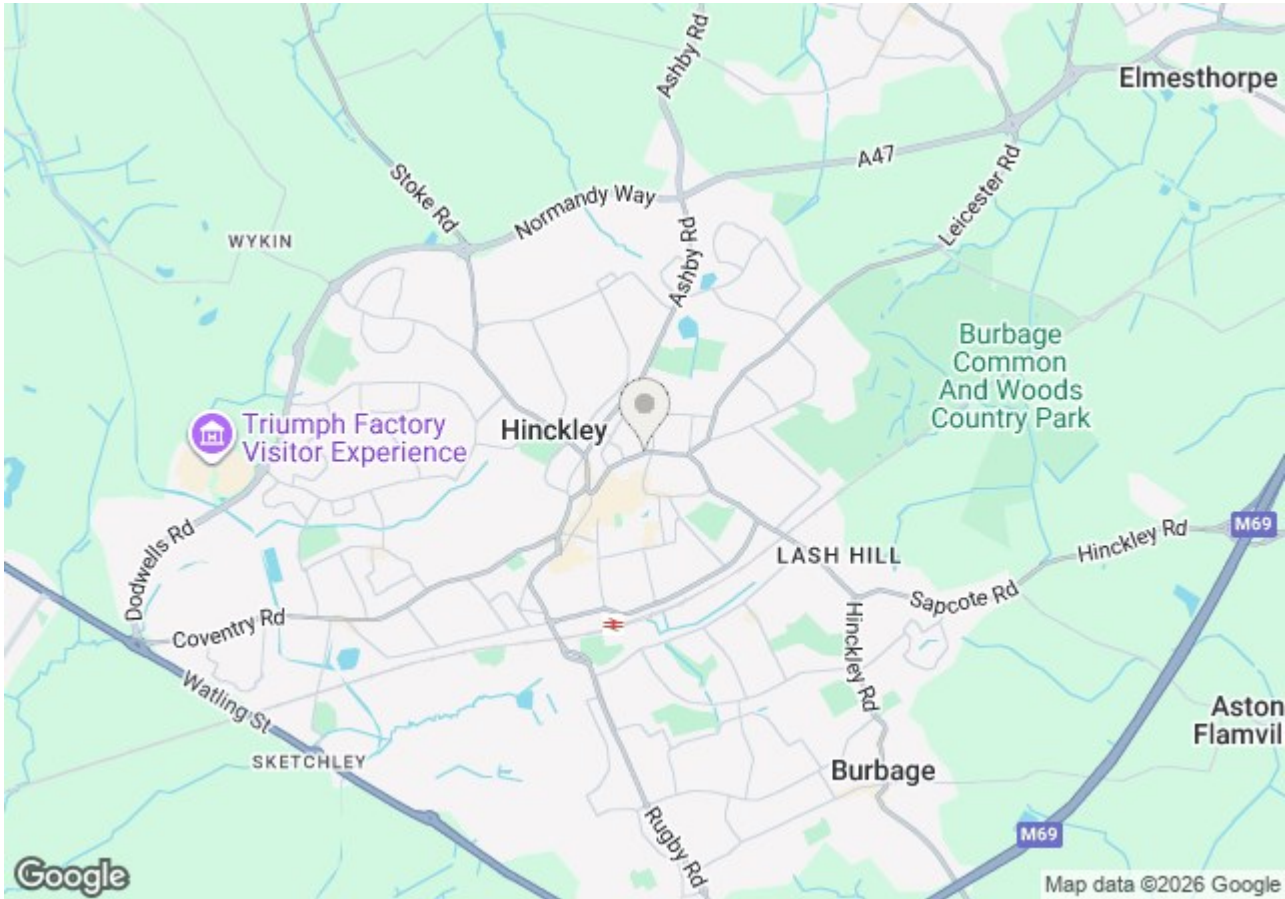 Ashby Rd
Elmesthorpe
A47
Leicester Rd
Stoke Rd
Normandy Way
WYKIN
Ashby Rd
Burbage
Common
And Woods
Country Park
Triumph Factory
Visitor Experience
Hinckley
M69
Hinckley Rd
LASH HILL
Dodwells Rd
Sapcote Rd
Coventry Rd
Hinckley Rd
Watling St
Aston
Flamvil
SKETCHLEY
Burbage
Rugby Rd
M69
Google
Map data ©2026 Google